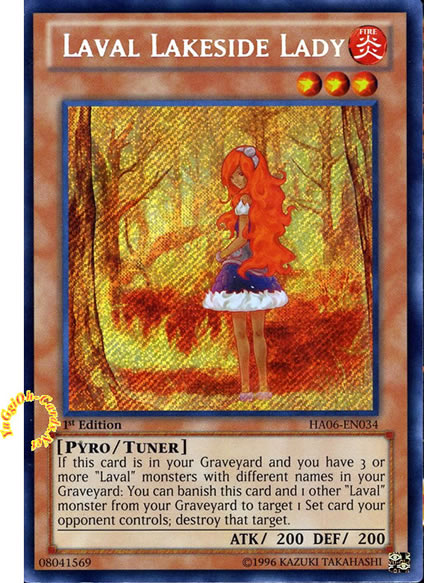 LAVAL LAKESIDE LADY
FIRE
炎
YuGgiOh-Cards.Net
1st Edition
HA06-EN034
[PYRO/TUNER]
If this card is in your Graveyard and you have 3 or
more "Laval" monsters with different names in your
Graveyard: You can banish this card and 1 other "Laval"
monster from your Graveyard to target 1 Set card your
opponent controls; destroy that target.
ATK/ 200 DEF/ 200
08041569
©1996 KAZUKI TAKAHASHI